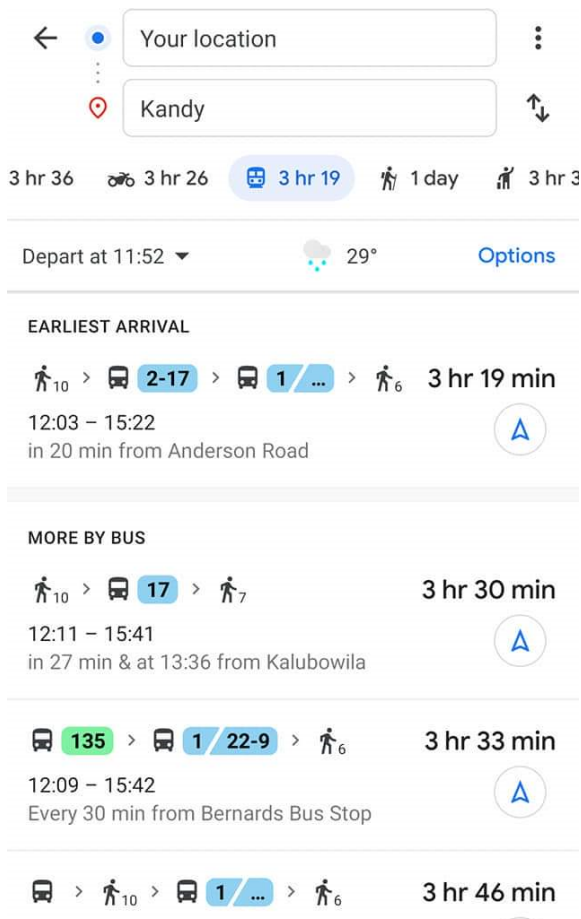 Your location
Kandy
3 hr 36 3 hr 26 3 hr 19 1 day 3 hr 3
Depart at 11:52 29° Options
EARLIEST ARRIVAL
10 2-17 1 / ... 6 3 hr 19 min
12:03 – 15:22
in 20 min from Anderson Road
MORE BY BUS
10 17 7 3 hr 30 min
12:11 – 15:41
in 27 min & at 13:36 from Kalubowila
135 1 / 22-9 6 3 hr 33 min
12:09 – 15:42
Every 30 min from Bernards Bus Stop
10 1 / ... 6 3 hr 46 min